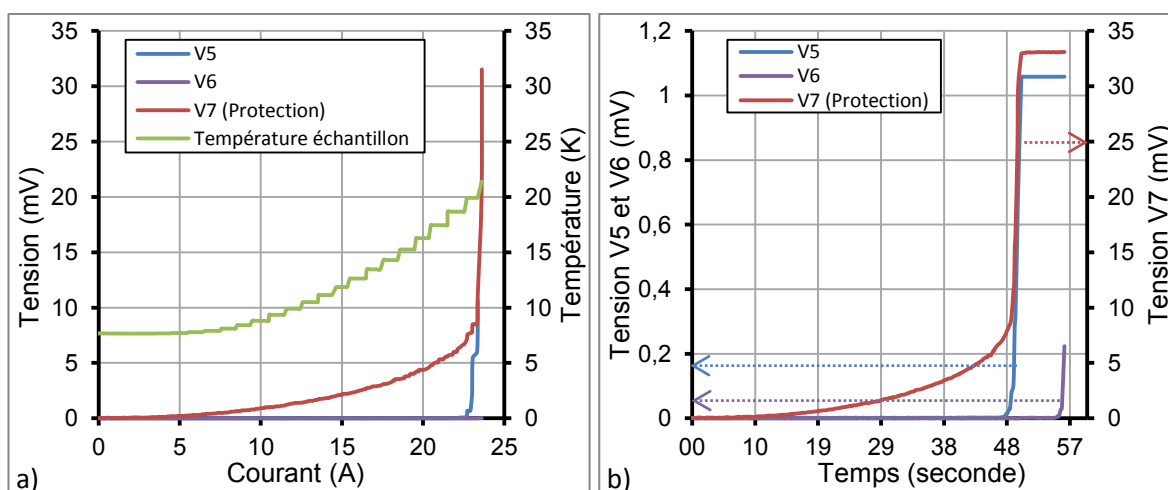 35
30
25
20
15
10
5
0
Tension (mV)
V5
V6
V7 (Protection)
Température échantillon
35
30
25
20
15
10
5
0
Température (K)
0 5 10 15 20 25
Courant (A)
a)
1,2
1
0,8
0,6
0,4
0,2
0
Tension V5 et V6 (mV)
V5
V6
V7 (Protection)
35
30
25
20
15
10
5
0
Tension V7 (mV)
00 10 19 29 38 48 57
Temps (seconde)
b)